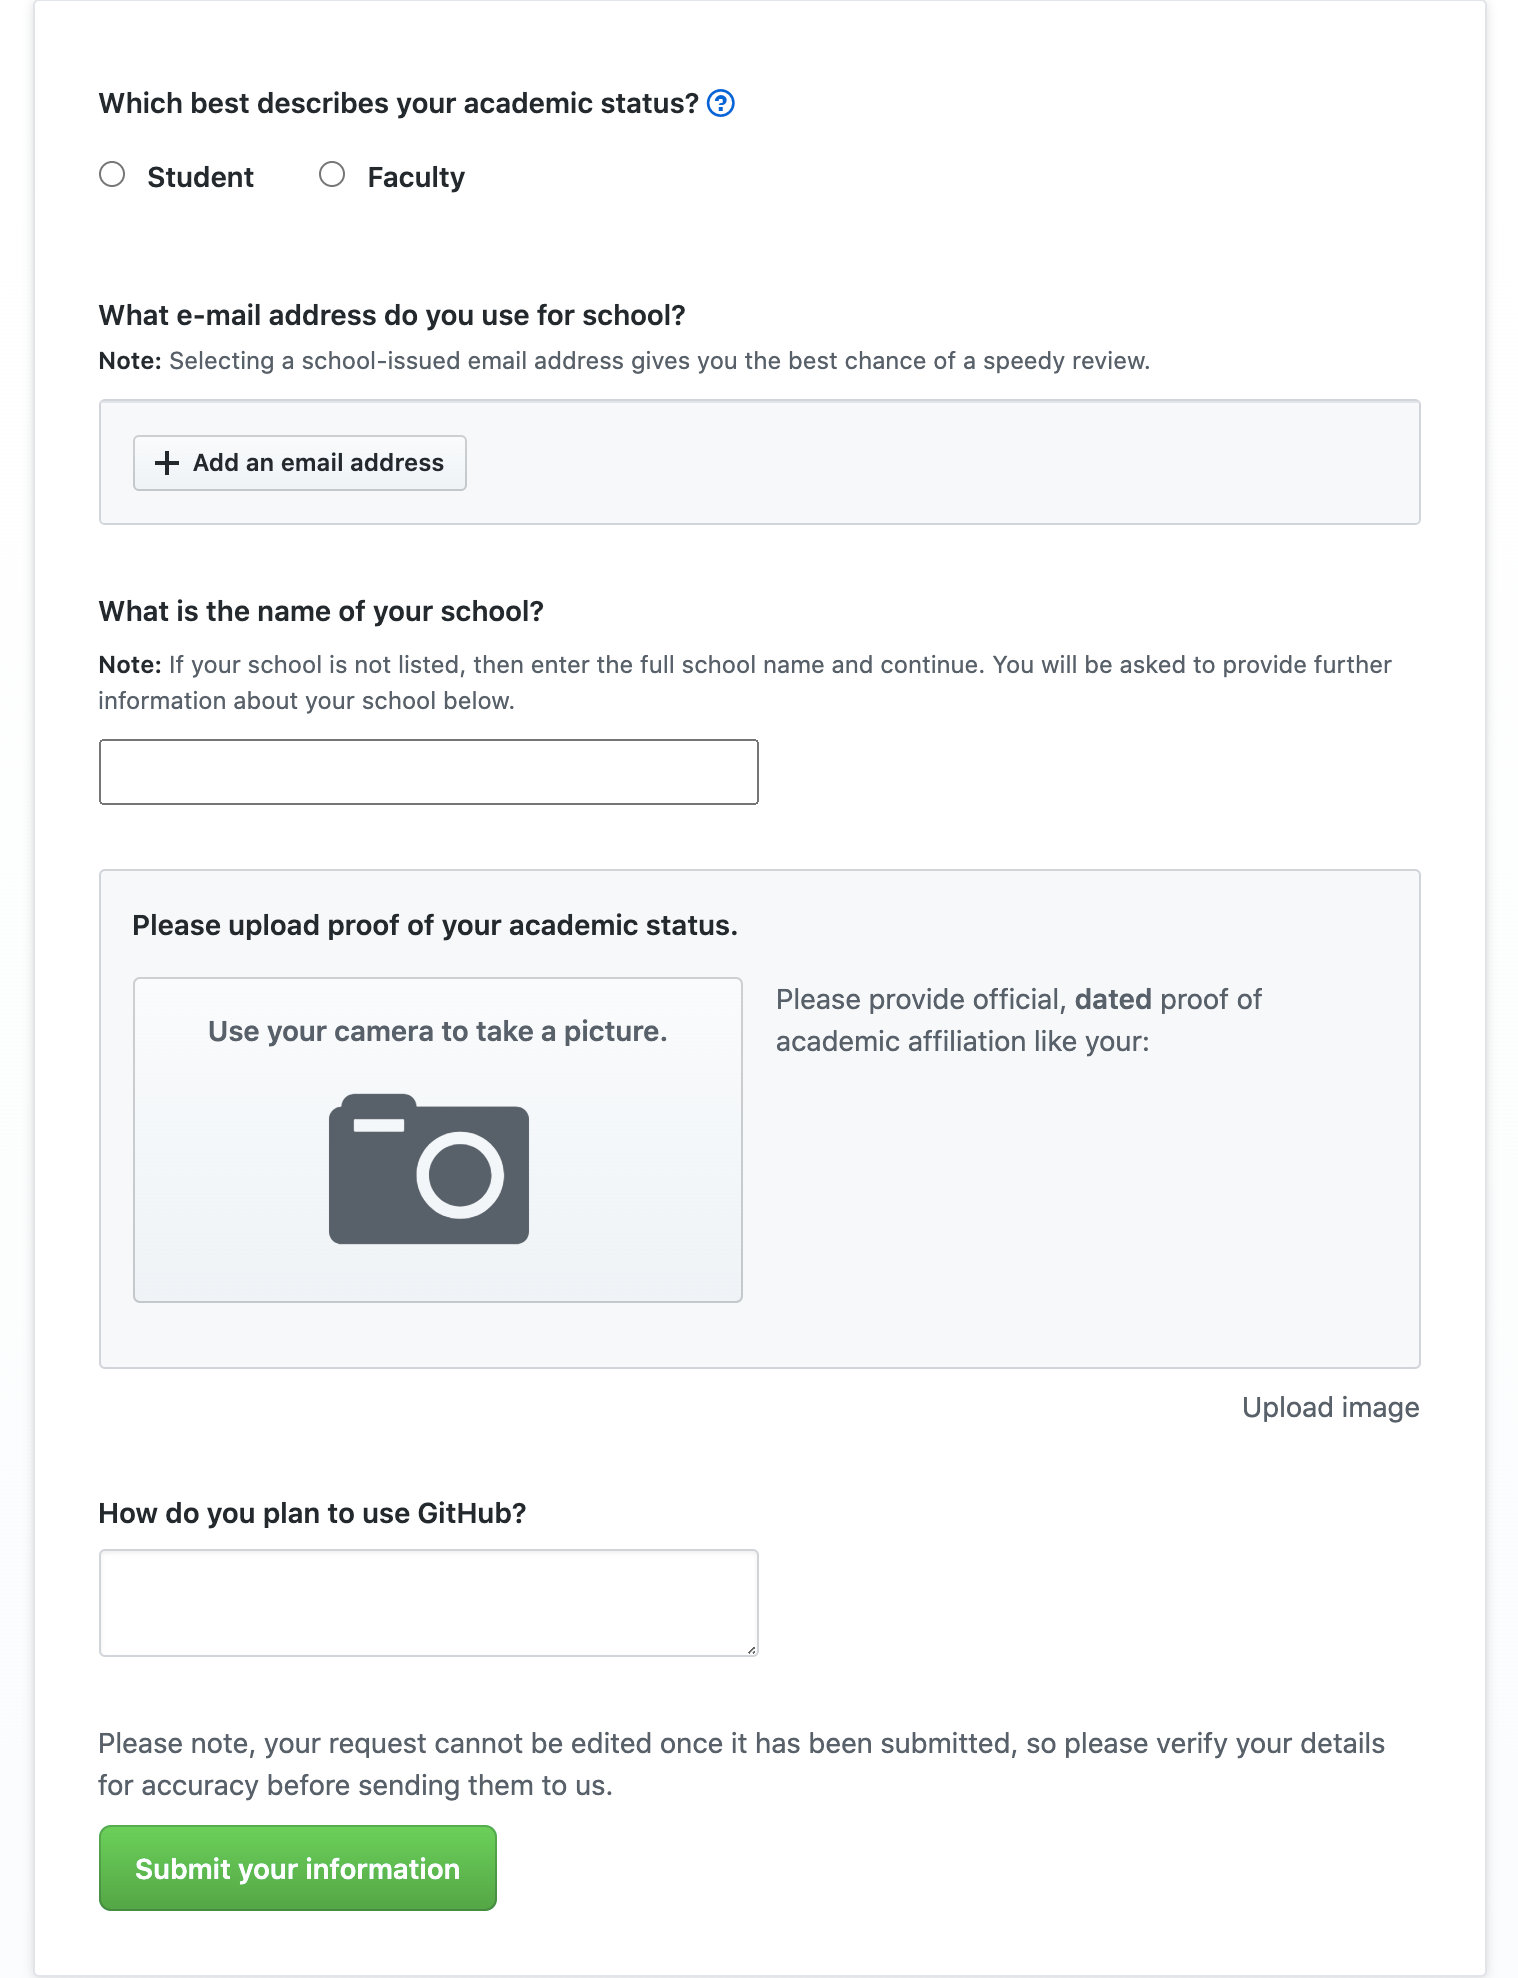 Which best describes your academic status? ?
Student Faculty
What e-mail address do you use for school?
Note: Selecting a school-issued email address gives you the best chance of a speedy review.
+ Add an email address
What is the name of your school?
Note: If your school is not listed, then enter the full school name and continue. You will be asked to provide further
information about your school below.
Please upload proof of your academic status.
Use your camera to take a picture.
Please provide official, dated proof of
academic affiliation like your:
Upload image
How do you plan to use GitHub?
Please note, your request cannot be edited once it has been submitted, so please verify your details
for accuracy before sending them to us.
Submit your information